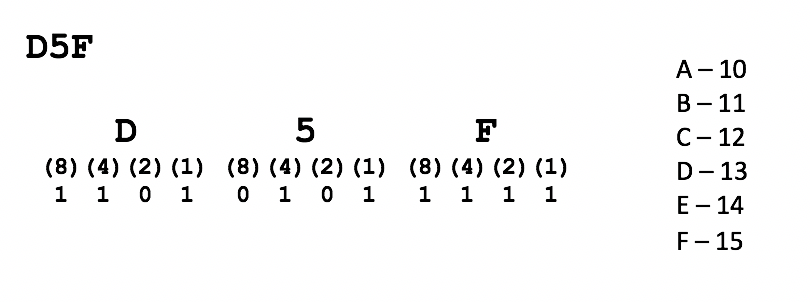 D5F
D 5 F
(8) (4) (2) (1) (8) (4) (2) (1) (8) (4) (2) (1)
1 1 0 1 0 1 0 1 1 1 1 1
A – 10
B – 11
C – 12
D – 13
E – 14
F – 15